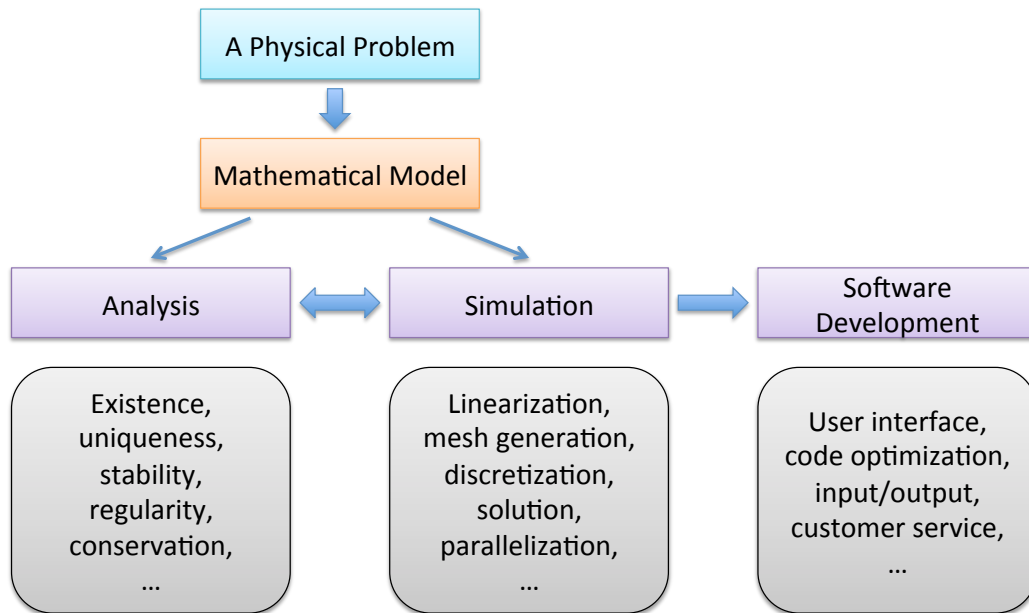 A Physical Problem
Mathematical Model
Analysis
Simulation
Software
Development
Existence,
uniqueness,
stability,
regularity,
conservation,
...
Linearization,
mesh generation,
discretization,
solution,
parallelization,
...
User interface,
code optimization,
input/output,
customer service,
...